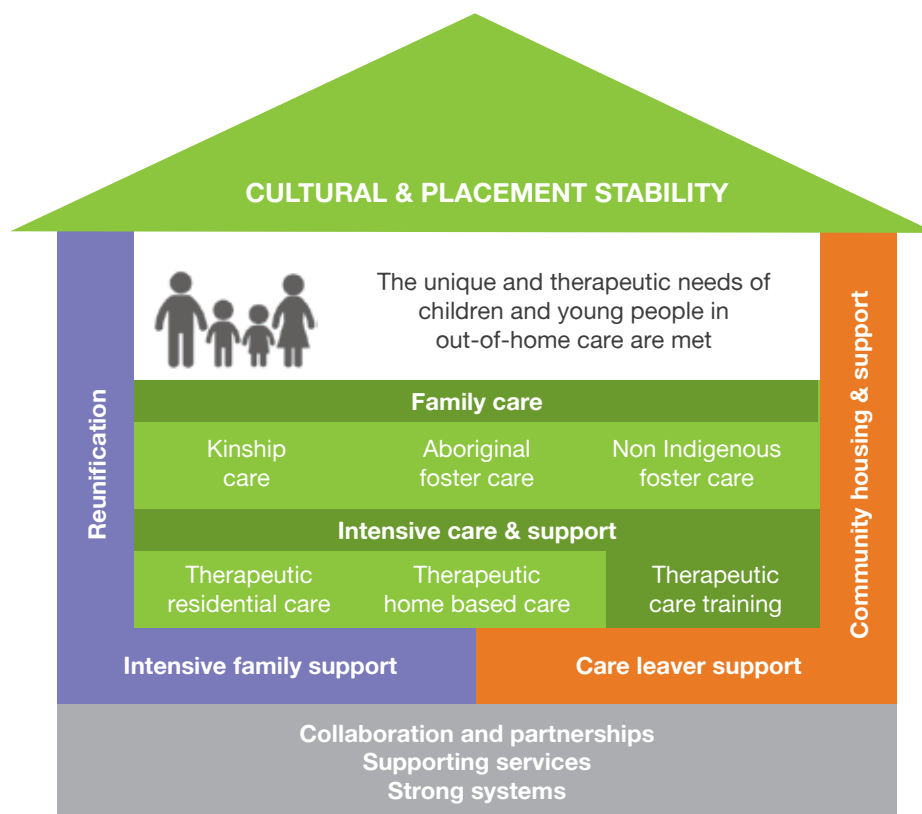 CULTURAL & PLACEMENT STABILITY
The unique and therapeutic needs of
children and young people in
out-of-home care are met
Reunification
Community housing & support
Family care
Kinship
care
Aboriginal
foster care
Non Indigenous
foster care
Intensive care & support
Therapeutic
residential care
Therapeutic
home based care
Therapeutic
care training
Intensive family support
Care leaver support
Collaboration and partnerships
Supporting services
Strong systems